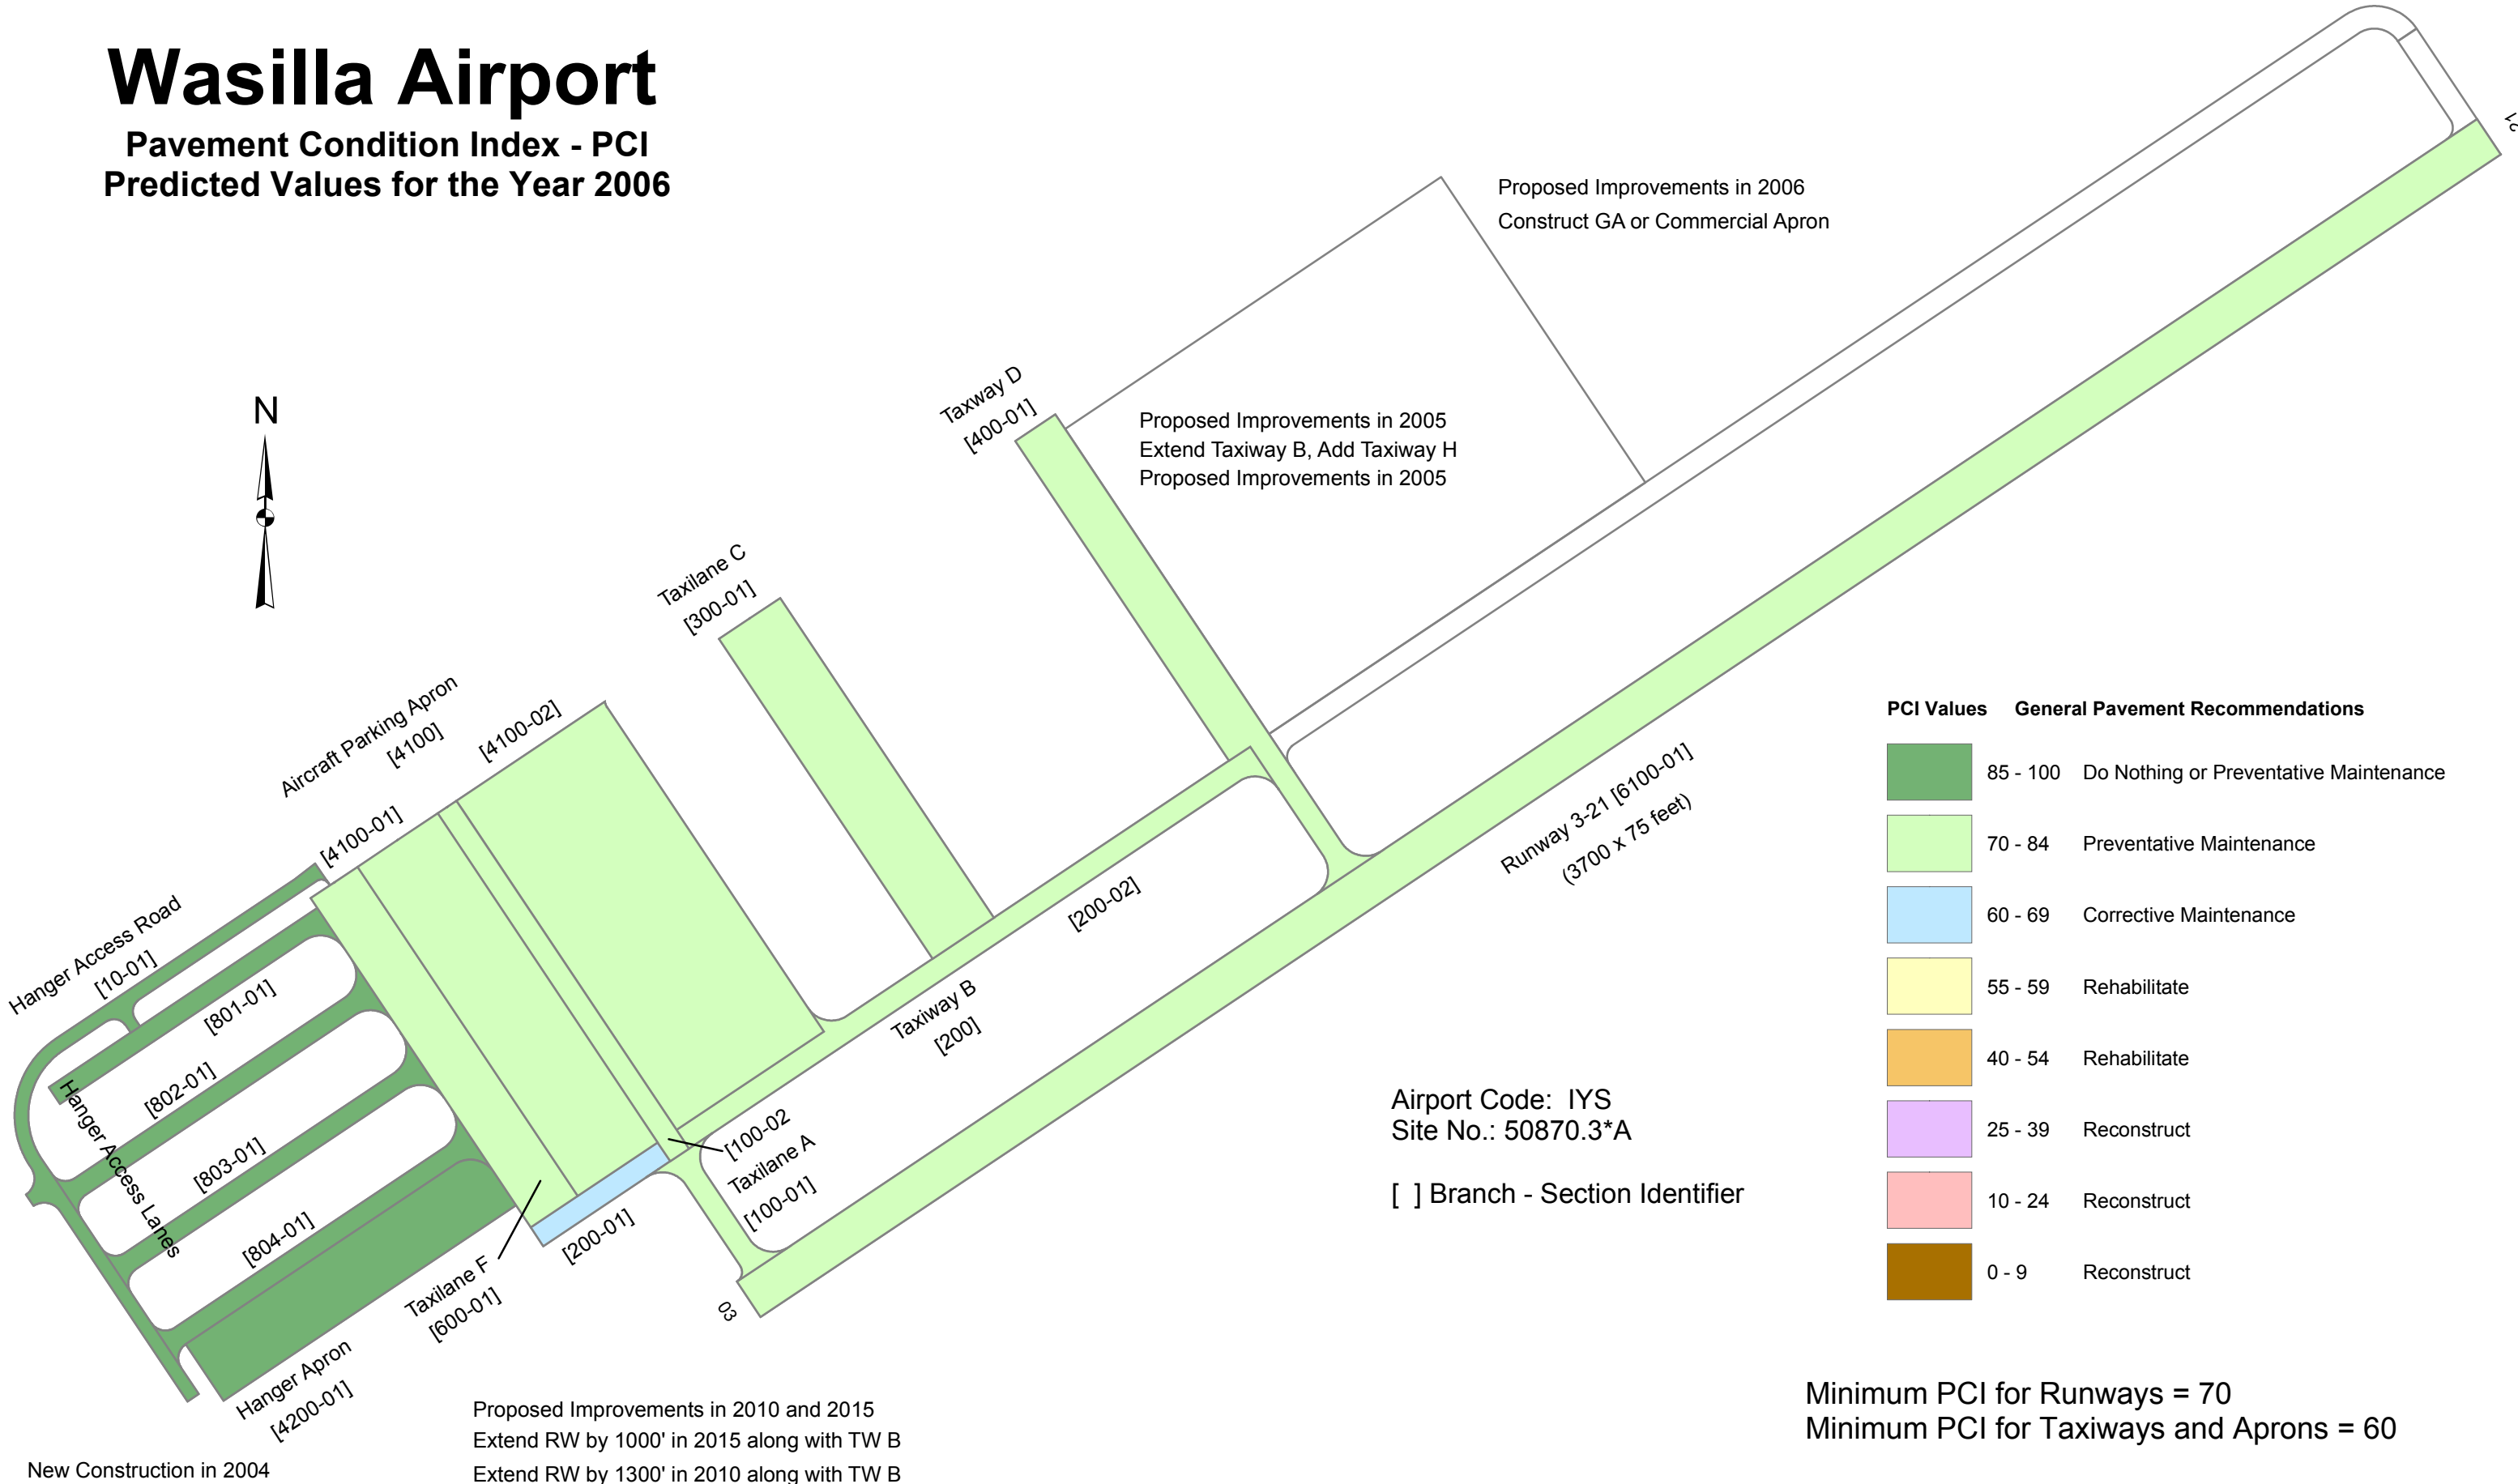 Wasilla Airport
Pavement Condition Index - PCI
Predicted Values for the Year 2006
21
Proposed Improvements in 2006
Construct GA or Commercial Apron
N
Taxway D
[400-01]
Proposed Improvements in 2005
Extend Taxiway B, Add Taxiway H
Proposed Improvements in 2005
Taxilane C
[300-01]
Aircraft Parking Apron
[4100]
[4100-02]
[4100-01]
Hanger Access Road
[10-01]
[801-01]
[802-01]
[803-01]
[804-01]
Hanger Access Lanes
[200-02]
Taxiway B
[200]
Runway 3-21 [6100-01]
(3700 x 75 feet)
[100-02
Taxilane A
[100-01]
[200-01]
Taxilane F
[600-01]
03
Hanger Apron
[4200-01]
PCI Values General Pavement Recommendations
85 - 100 Do Nothing or Preventative Maintenance
70 - 84 Preventative Maintenance
60 - 69 Corrective Maintenance
55 - 59 Rehabilitate
40 - 54 Rehabilitate
25 - 39 Reconstruct
10 - 24 Reconstruct
0 - 9 Reconstruct
Airport Code: IYS
Site No.: 50870.3*A
[ ] Branch - Section Identifier
Minimum PCI for Runways = 70
Minimum PCI for Taxiways and Aprons = 60
Proposed Improvements in 2010 and 2015
Extend RW by 1000' in 2015 along with TW B
Extend RW by 1300' in 2010 along with TW B
New Construction in 2004